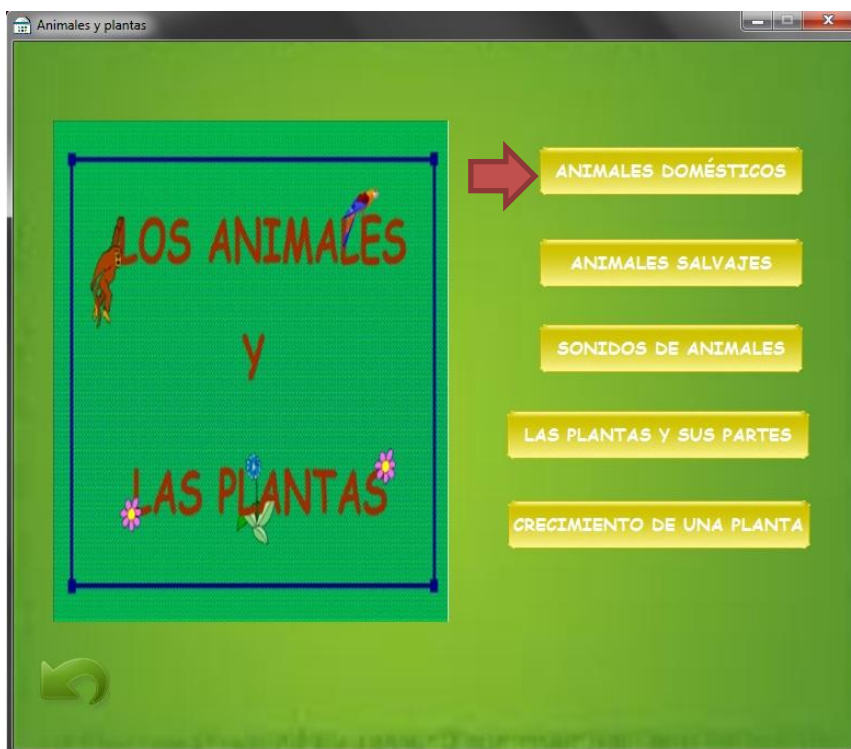 Animales y plantas
LOS ANIMALES
y
LAS PLANTAS
ANIMALES DOMÉSTICOS
ANIMALES SALVAJES
SONIDOS DE ANIMALES
LAS PLANTAS Y SUS PARTES
CRECIMIENTO DE UNA PLANTA